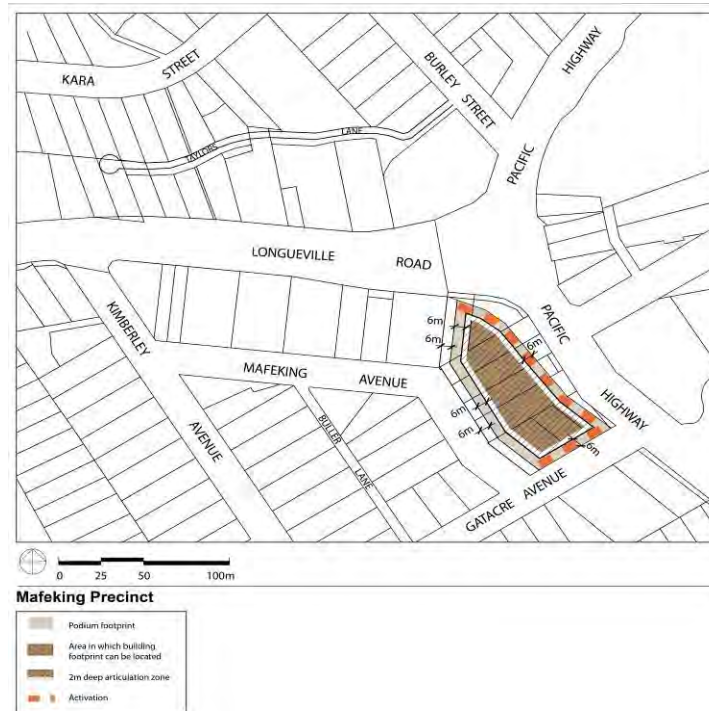 KARA
STREET
BURLEY STREET
HIGHWAY
PACIFIC
TAYLORS
LANE
LONGUEVILLE
ROAD
KIMBERLEY
AVENUE
MAFEKING
AVENUE
BULLER
LANE
PACIFIC
HIGHWAY
GATACRE AVENUE
6m
6m
6m
6m
6m
6m
0
25
50
100m
Mafeking Precinct
Podium footprint
Area in which building
footprint can be located
2m deep articulation zone
Activation